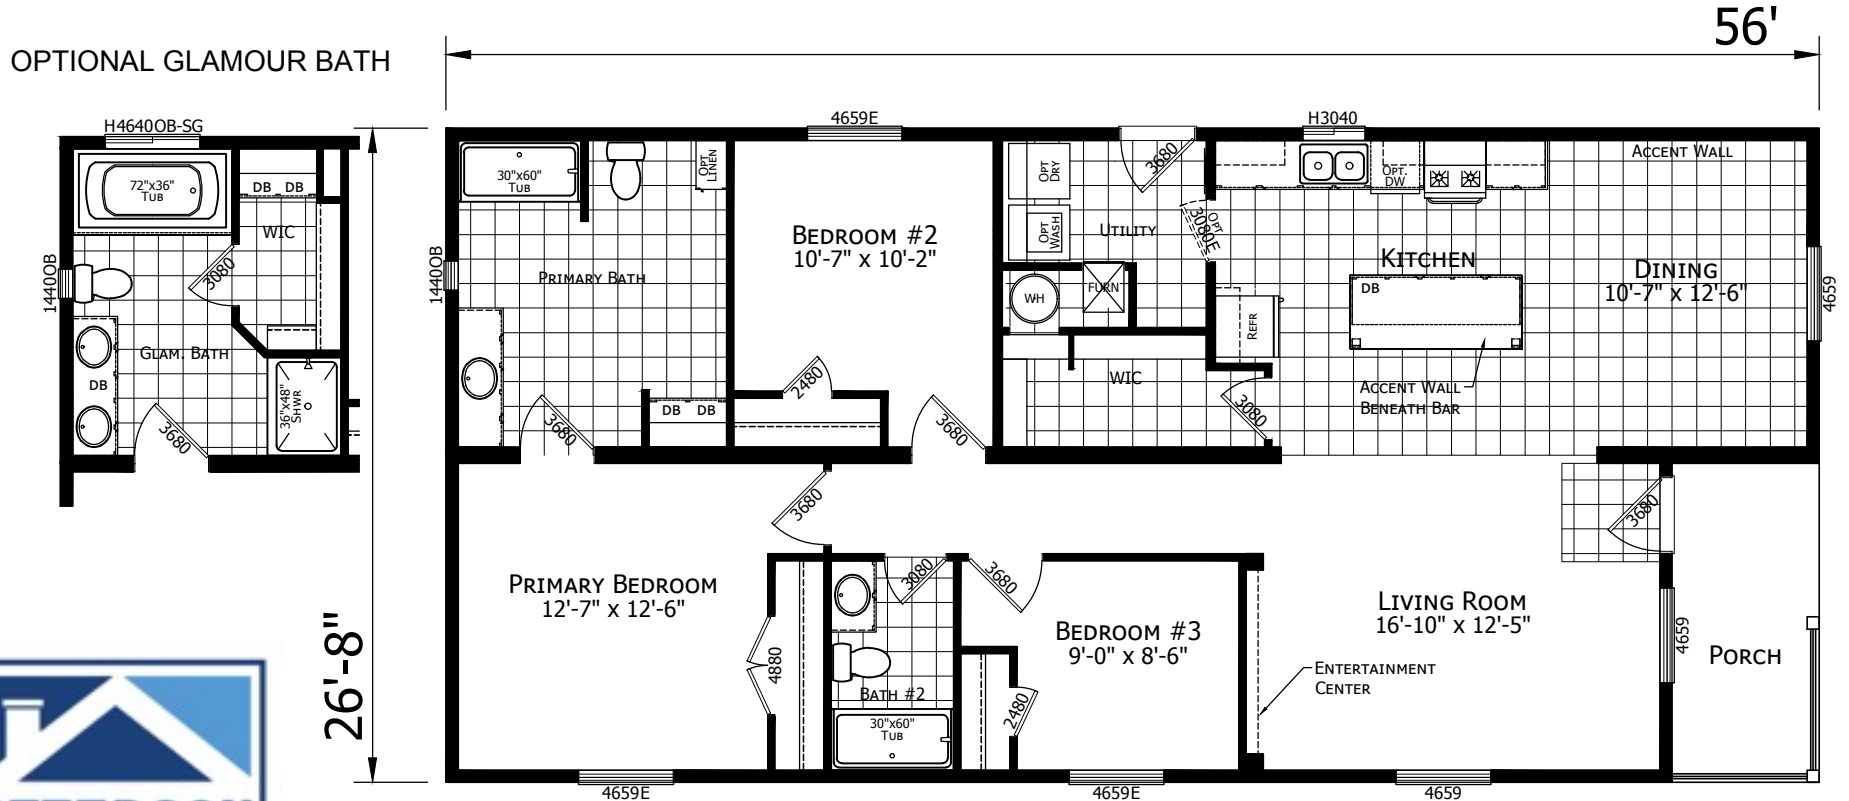 56'
OPTIONAL GLAMOUR BATH
H4640OB-SG
72"x36"
TUB
DB DB
WIC
3080
1440OB
GLAM. BATH
DB
36"x48"
SHWR
3680
26'-8"
4659E
H3040
30"x60"
TUB
OPT
LINEN
1440OB
PRIMARY BATH
DB DB
3680
BEDROOM #2
10'-7" x 10'-2"
2480
3680
OPT
DRY
OPT
WASH
3680
UTILITY
OPT
3080E
WH
FURN
WIC
3080
OPT.
DW
ACCENT WALL
KITCHEN
DB
REFR
ACCENT WALL
BENEATH BAR
DINING
10'-7" x 12'-6"
4659
3680
PRIMARY BEDROOM
12'-7" x 12'-6"
4880
3080
BATH #2
30"x60"
TUB
3680
BEDROOM #3
9'-0" x 8'-6"
2480
LIVING ROOM
16'-10" x 12'-5"
ENTERTAINMENT
CENTER
3680
4659
PORCH
4659E
4659E
4659